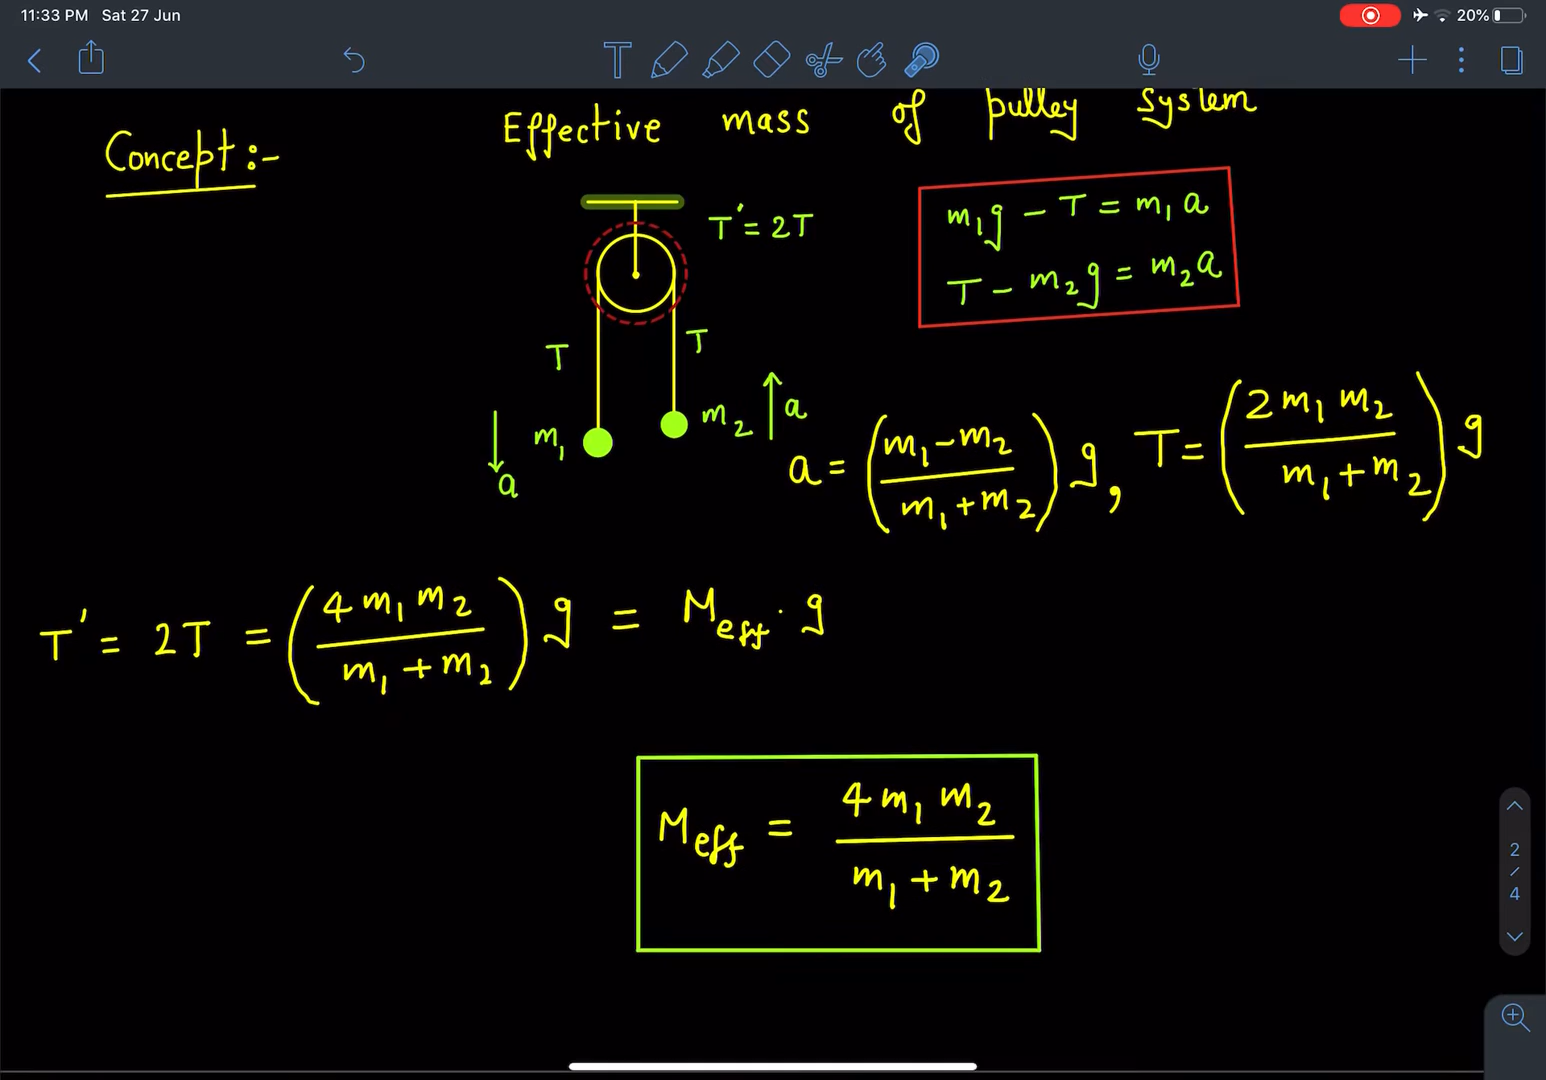 11:33 PM Sat 27 Jun
20%
T
Effective mass of pulley system
Concept :-
T' = 2T
m₁g - T = m₁a
T - m₂g = m₂a
T
T
m₁
m₂
a
a
a = (m₁-m₂ / m₁+m₂) g, T = (2m₁m₂ / m₁+m₂) g
T' = 2T = (4m₁m₂ / m₁+m₂) g = Meff · g
Meff = 4m₁m₂ / m₁+m₂
2
/
4